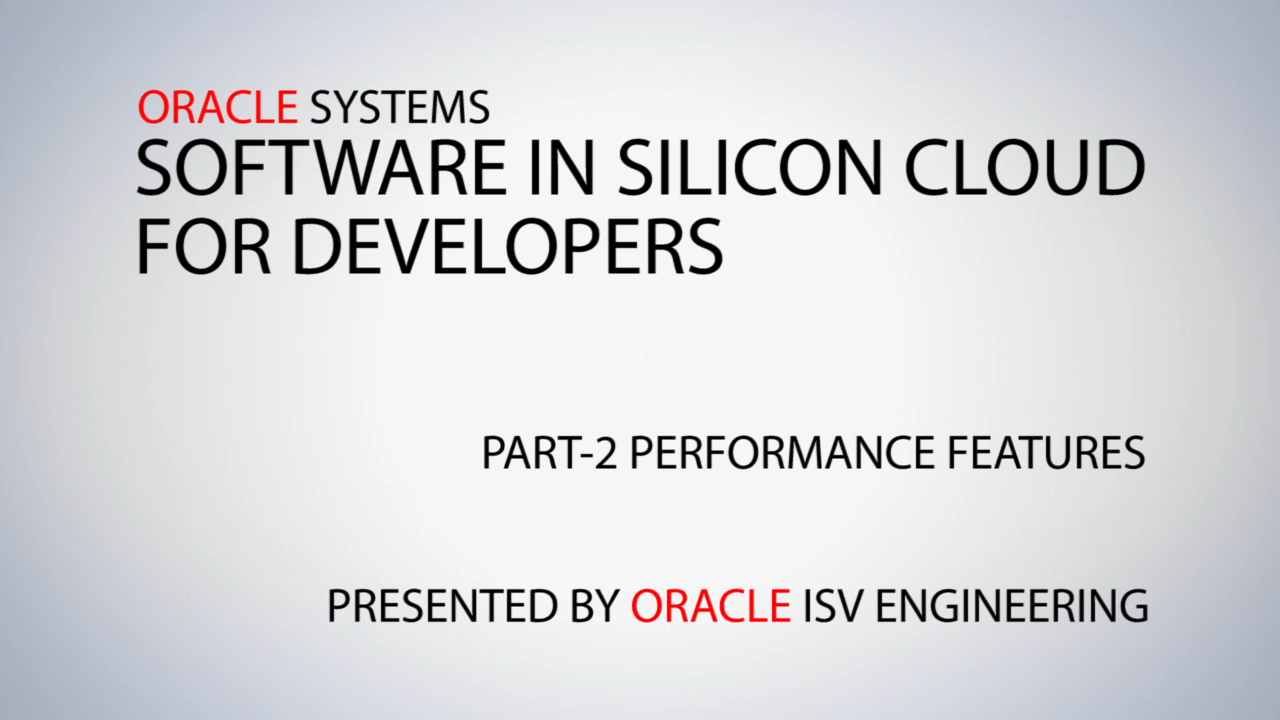 ORACLE SYSTEMS
SOFTWARE IN SILICON CLOUD
FOR DEVELOPERS
PART-2 PERFORMANCE FEATURES
PRESENTED BY ORACLE ISV ENGINEERING